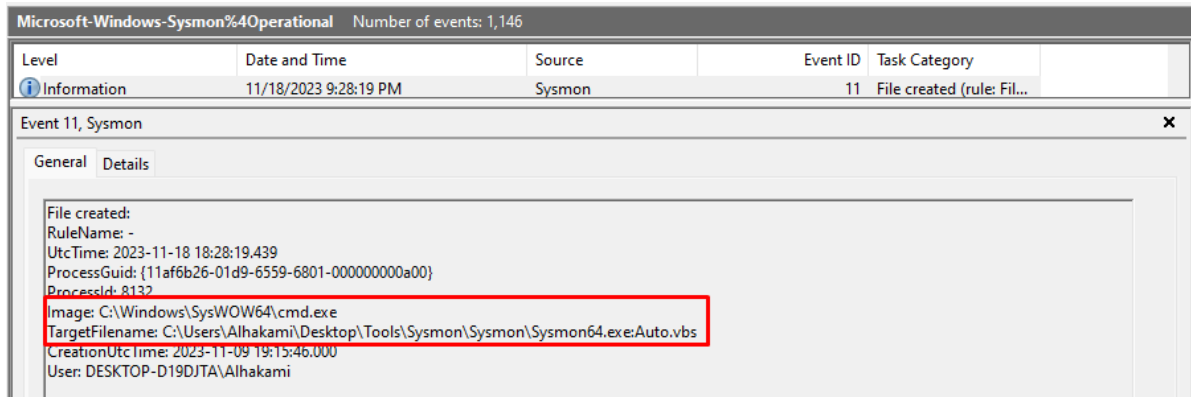 Microsoft-Windows-Sysmon%4Operational Number of events: 1,146
Level Date and Time Source Event ID Task Category
Information 11/18/2023 9:28:19 PM Sysmon 11 File created (rule: Fil...
Event 11, Sysmon
General Details
File created:
RuleName: -
UtcTime: 2023-11-18 18:28:19.439
ProcessGuid: {11af6b26-01d9-6559-6801-000000000a00}
ProcessId: 8132
Image: C:\Windows\SysWOW64\cmd.exe
TargetFilename: C:\Users\Alhakami\Desktop\Tools\Sysmon\Sysmon\Sysmon64.exe:Auto.vbs
CreationUtcTime: 2023-11-09 19:15:46.000
User: DESKTOP-D19DJTA\Alhakami